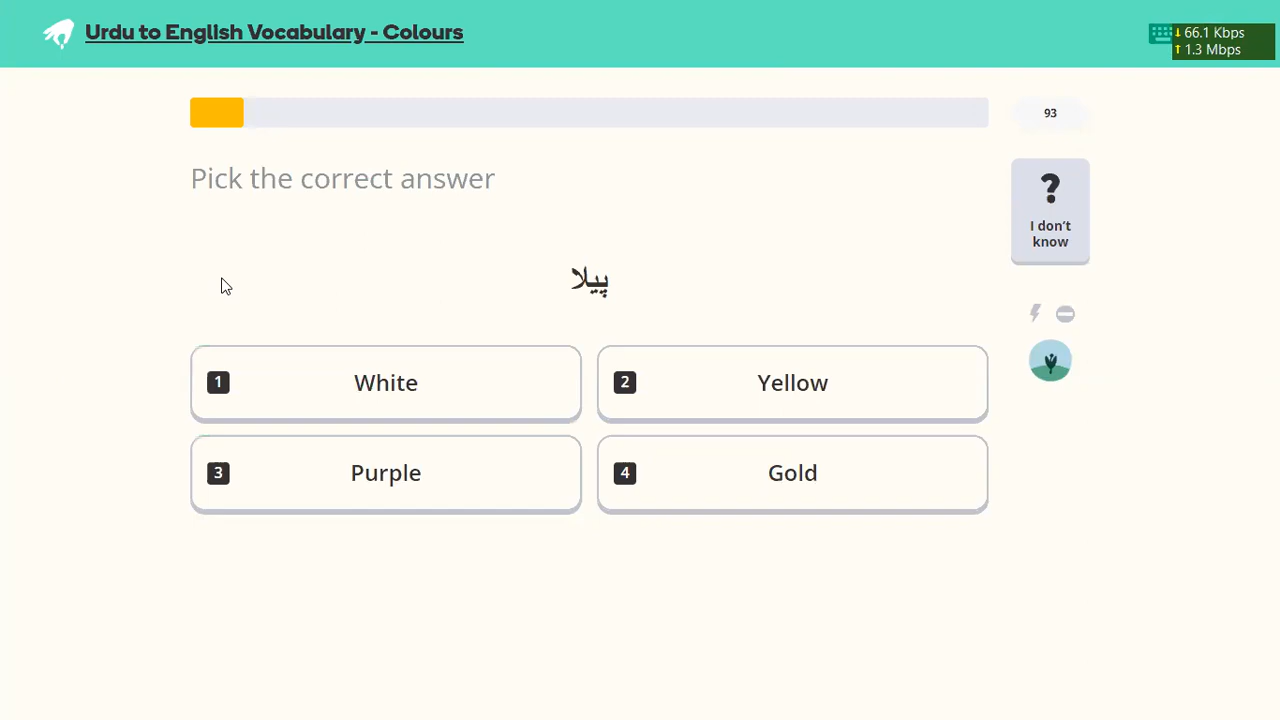 Urdu to English Vocabulary - Colours
↓ 66.1 Kbps
↑ 1.3 Mbps
93
Pick the correct answer
?
I don't
know
پیلا
1 White
2 Yellow
3 Purple
4 Gold